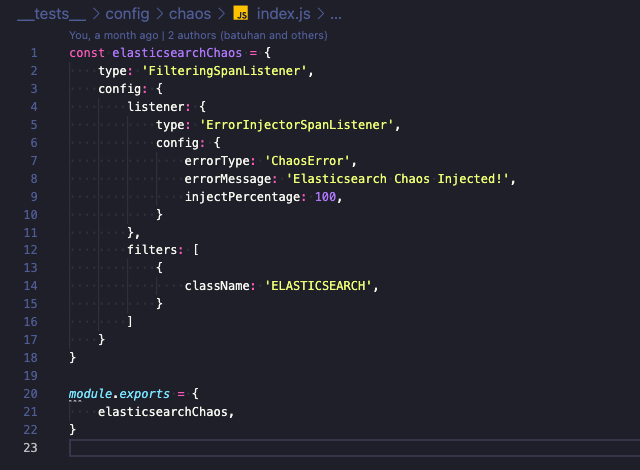 __tests__ > config > chaos > JS index.js > ...
You, a month ago | 2 authors (batuhan and others)
1 const elasticsearchChaos = {
2     type: 'FilteringSpanListener',
3     config: {
4         listener: {
5             type: 'ErrorInjectorSpanListener',
6             config: {
7                 errorType: 'ChaosError',
8                 errorMessage: 'Elasticsearch Chaos Injected!',
9                 injectPercentage: 100,
10             }
11         },
12         filters: [
13             {
14                 className: 'ELASTICSEARCH',
15             }
16         ]
17     }
18 }
19
20 module.exports = {
21     elasticsearchChaos,
22 }
23